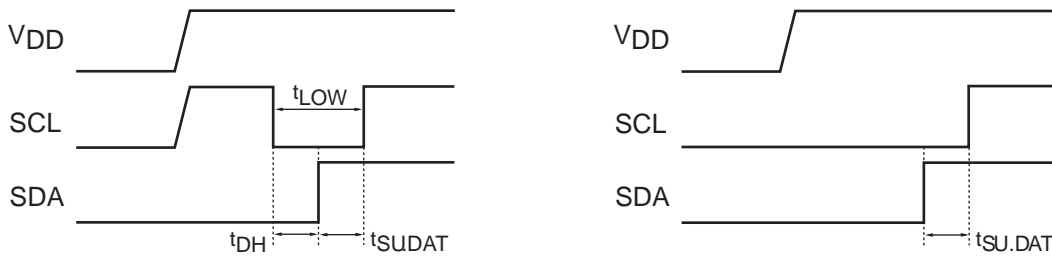 VDD
SCL
tLOW
SDA
tDH
tSU.DAT
VDD
SCL
SDA
tSU.DAT